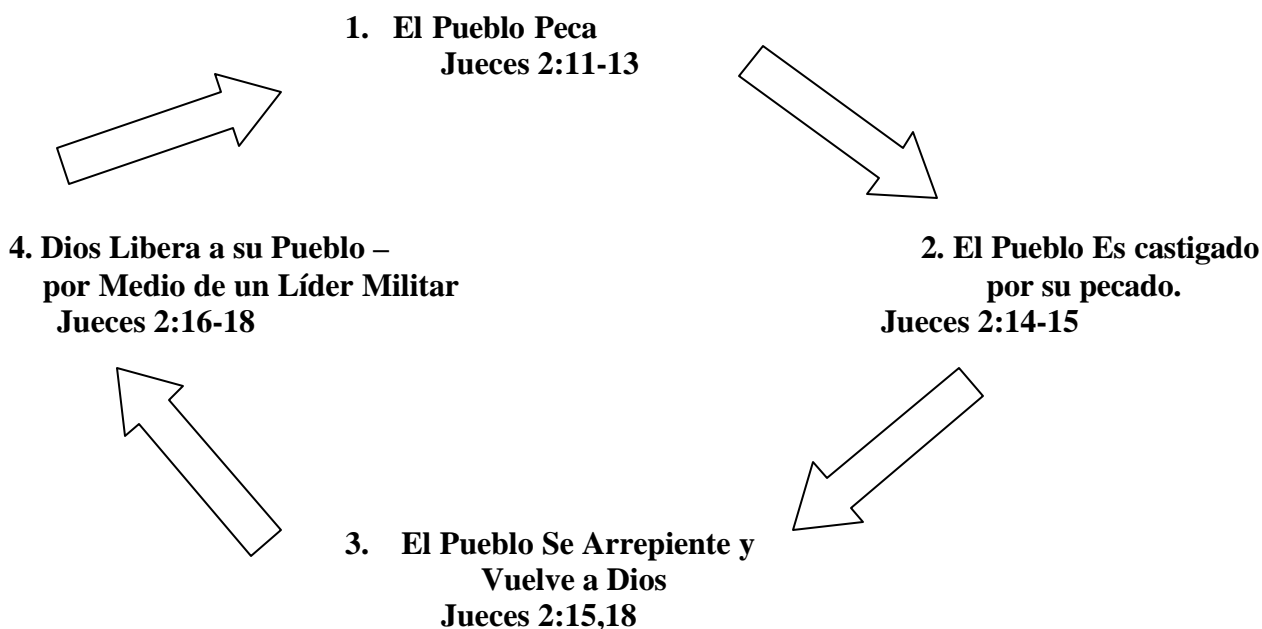 1. El Pueblo Peca
Jueces 2:11-13
2. El Pueblo Es castigado
por su pecado.
Jueces 2:14-15
3. El Pueblo Se Arrepiente y
Vuelve a Dios
Jueces 2:15,18
4. Dios Libera a su Pueblo –
por Medio de un Líder Militar
Jueces 2:16-18